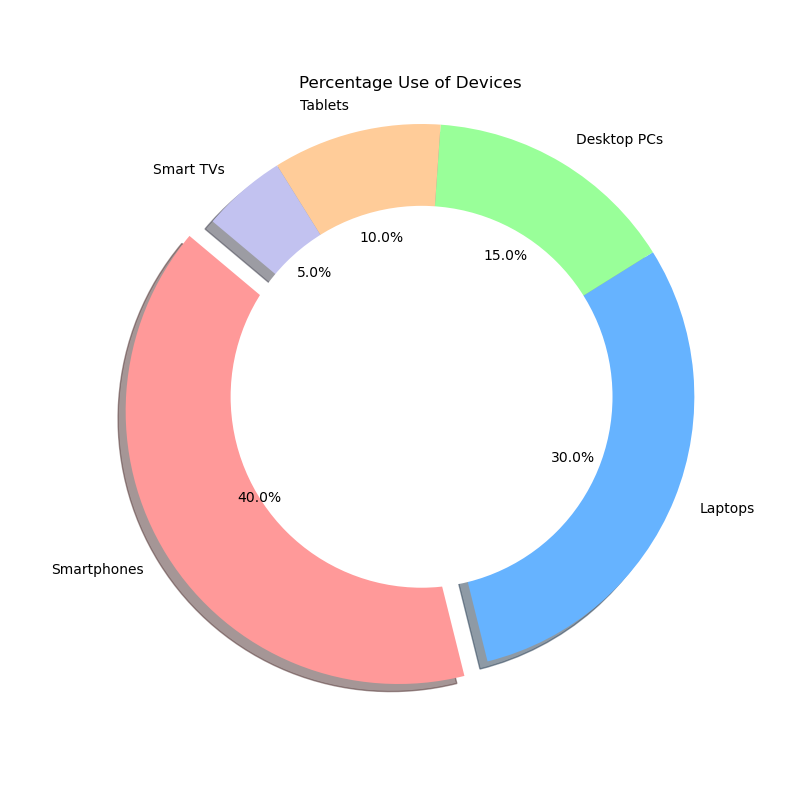 Percentage Use of Devices
Tablets
Desktop PCs
Smart TVs
10.0%
15.0%
5.0%
30.0%
40.0%
Laptops
Smartphones